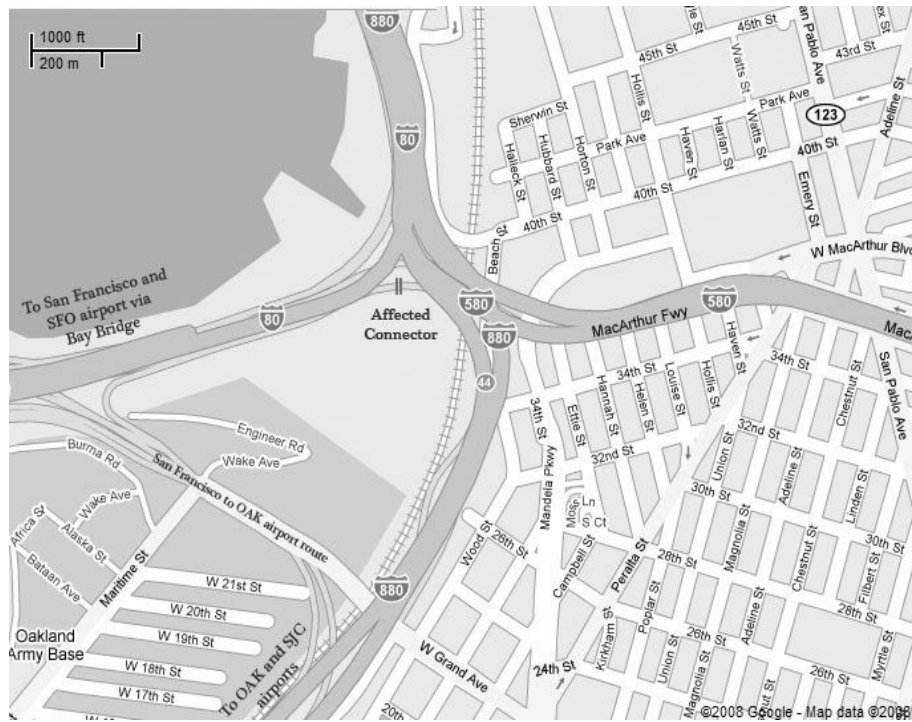 1000 ft
200 m
880
45th St
45th St
43rd St
San Pablo Ave
Watts St
Hollis St
Sherwin St
Park Ave
Park Ave
123
Adeline St
80
Halleck St
Hubbard St
Horton St
Haven St
Harlan St
Watts St
40th St
40th St
40th St
Emery St
Beach St
W MacArthur Blvd
To San Francisco and
SFO airport via
Bay Bridge
80
Affected
Connector
580
880
MacArthur Fwy
580
Haven St
44
34th St
34th St
34th St
Ettie St
Hannah St
Helen St
Louise St
Hollis St
Chestnut St
San Pablo Ave
32nd St
32nd St
Engineer Rd
Wake Ave
Burma Rd
Wake Ave
Africa St
Alaska St
Bataan Ave
Maritime St
San Francisco to OAK airport route
Mandela Pkwy
Union St
Adeline St
Linden St
30th St
30th St
Wood St
26th St
Campbell St
Peralta St
28th St
Magnolia St
Chestnut St
Filbert St
28th St
880
W 21st St
W 20th St
W 19th St
W 18th St
W 17th St
Oakland
Army Base
To OAK and SJC
airports
W Grand Ave
24th St
Kirkham St
Poplar St
Union St
26th St
Magnolia St
Adeline St
26th St
Myrtle St
©2008 Google - Map data ©2008